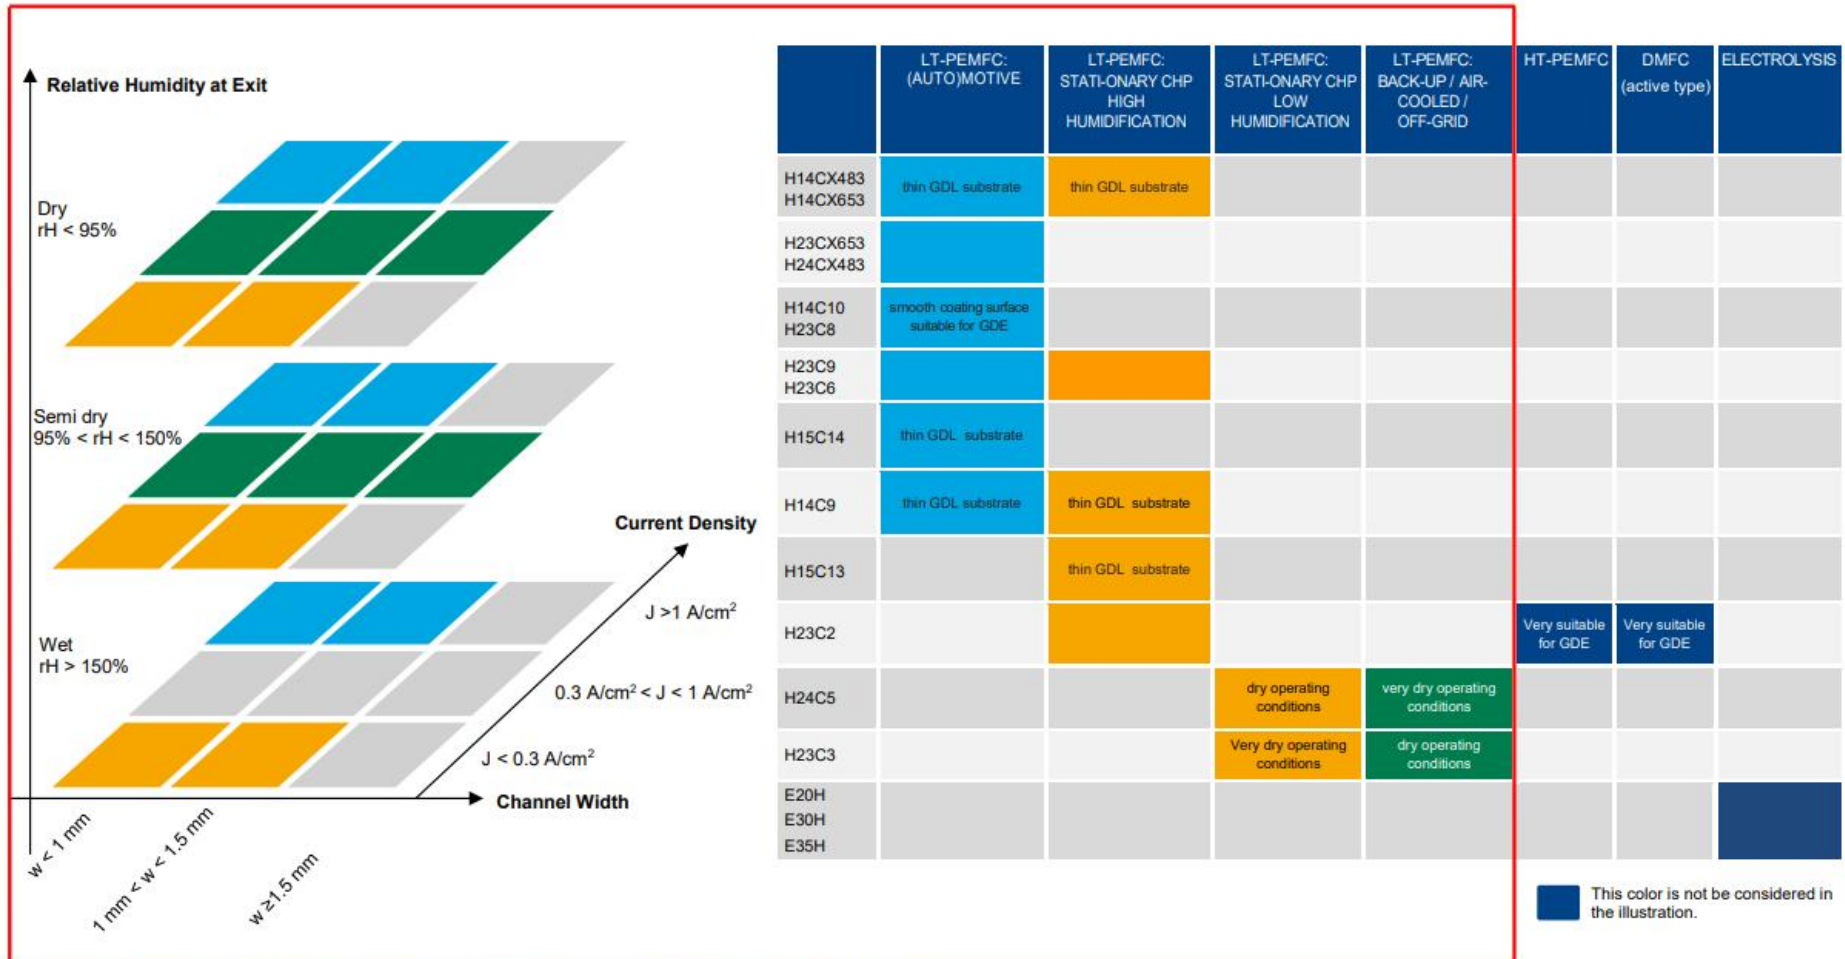 Relative Humidity at Exit
Dry
rH < 95%
Semi dry
95% < rH < 150%
Wet
rH > 150%
Current Density
J >1 A/cm²
0.3 A/cm² < J < 1 A/cm²
J < 0.3 A/cm²
Channel Width
w < 1 mm
1 mm < w < 1.5 mm
w ≥1.5 mm
LT-PEMFC:
(AUTO)MOTIVE
LT-PEMFC:
STATI-ONARY CHP
HIGH
HUMIDIFICATION
LT-PEMFC:
STATI-ONARY CHP
LOW
HUMIDIFICATION
LT-PEMFC:
BACK-UP / AIR-
COOLED /
OFF-GRID
HT-PEMFC
DMFC
(active type)
ELECTROLYSIS
H14CX483
H14CX653
thin GDL substrate
thin GDL substrate
H23CX653
H24CX483
H14C10
H23C8
smooth coating surface
suitable for GDE
H23C9
H23C6
H15C14
thin GDL substrate
H14C9
thin GDL substrate
thin GDL substrate
H15C13
thin GDL substrate
H23C2
Very suitable
for GDE
Very suitable
for GDE
H24C5
dry operating
conditions
very dry operating
conditions
H23C3
Very dry operating
conditions
dry operating
conditions
E20H
E30H
E35H
This color is not be considered in
the illustration.